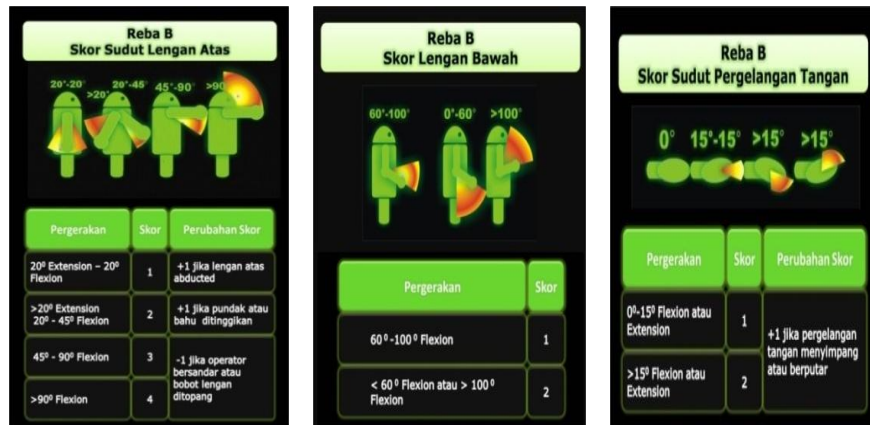 Reba B
Skor Sudut Lengan Atas
20°-20°
>20°
20°-45°
45°-90°
>90
Pergerakan
Skor
Perubahan Skor
20⁰ Extension – 20⁰
Flexion
1
+1 jika lengan atas
abducted
>20⁰ Extension
20⁰ - 45⁰ Flexion
2
+1 jika pundak atau
bahu ditinggikan
45⁰ - 90⁰ Flexion
3
-1 jika operator
bersandar atau
bobot lengan
ditopang
>90⁰ Flexion
4
Reba B
Skor Lengan Bawah
60°-100°
0°-60°
>100°
Pergerakan
Skor
60⁰-100⁰ Flexion
1
< 60⁰ Flexion atau > 100⁰
Flexion
2
Reba B
Skor Sudut Pergelangan Tangan
0°
15°-15°
>15°
>15°
Pergerakan
Skor
Perubahan Skor
0⁰-15⁰ Flexion atau
Extension
1
+1 jika pergelangan
tangan menyimpang
atau berputar
>15⁰ Flexion atau
Extension
2